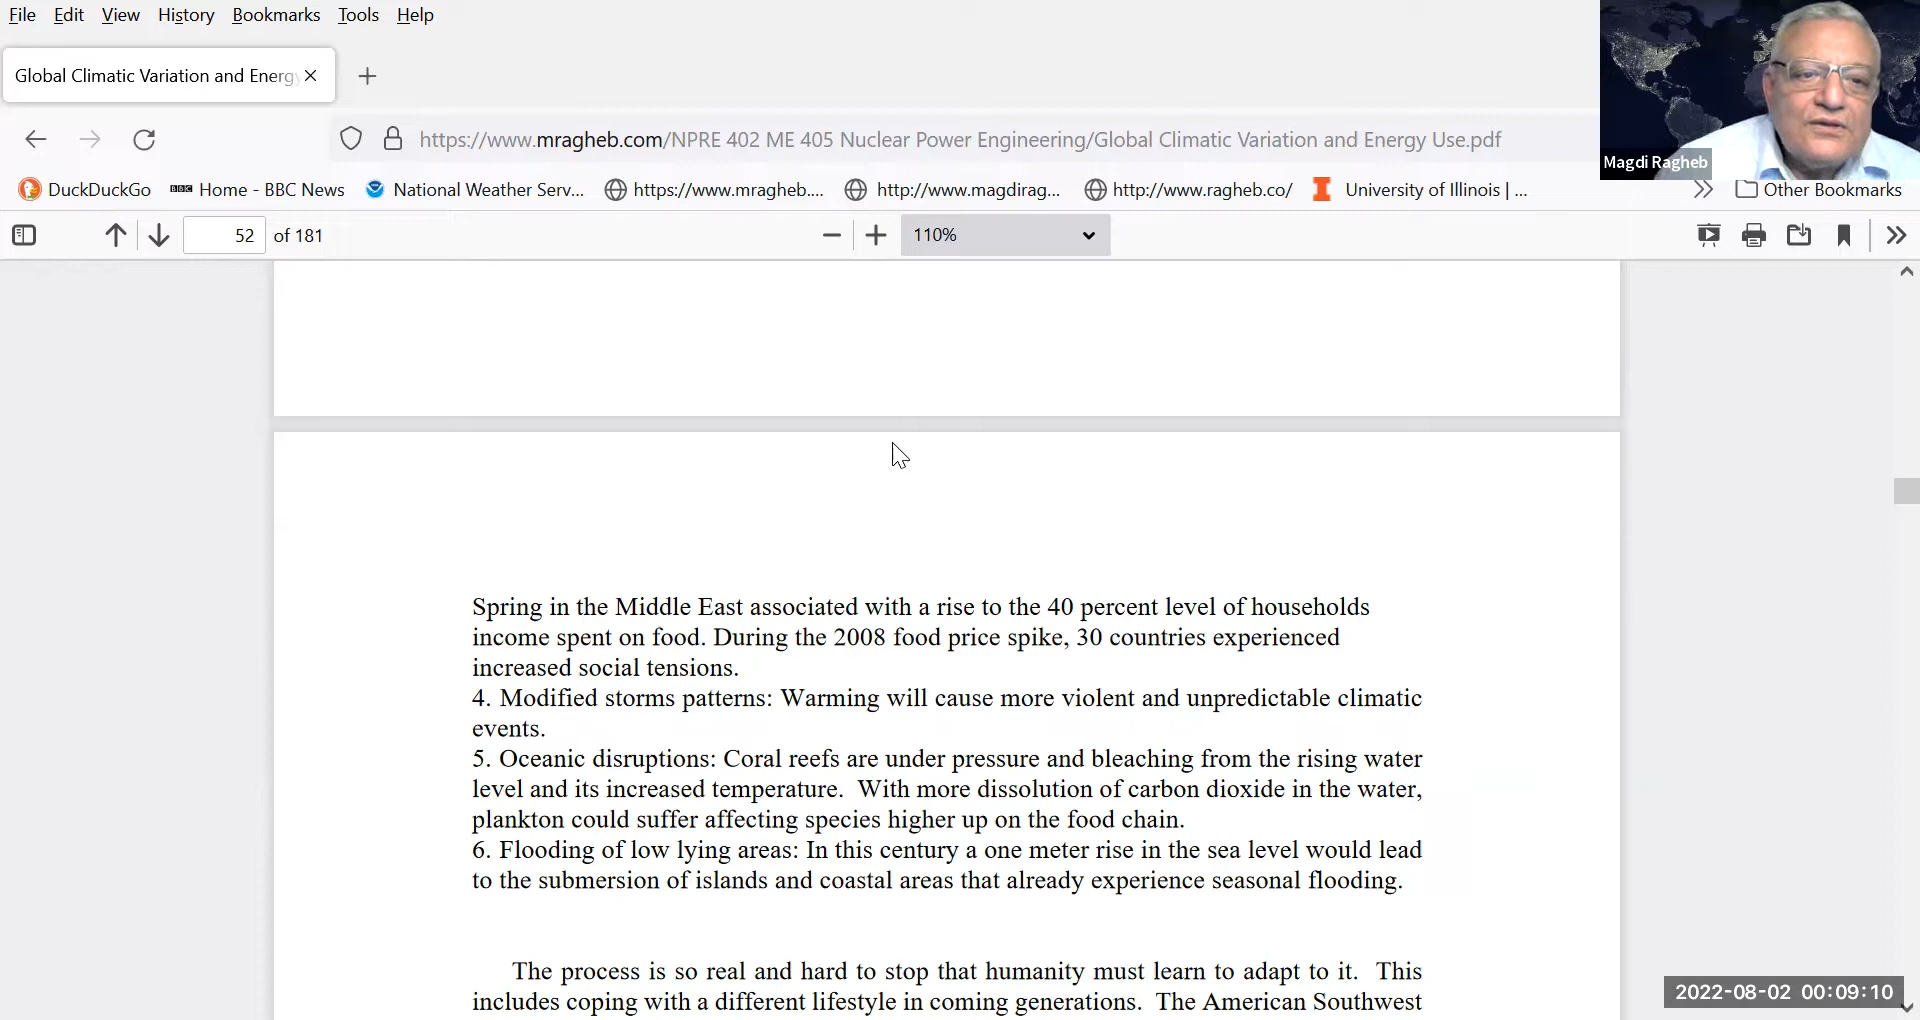 File Edit View History Bookmarks Tools Help
Global Climatic Variation and Energy
https://www.mragheb.com/NPRE 402 ME 405 Nuclear Power Engineering/Global Climatic Variation and Energy Use.pdf
Magdi Ragheb
DuckDuckGo BBC Home - BBC News National Weather Serv... https://www.mragheb.... http://www.magdirag... http://www.ragheb.co/ University of Illinois | ... Other Bookmarks
52 of 181 110%
Spring in the Middle East associated with a rise to the 40 percent level of households
income spent on food. During the 2008 food price spike, 30 countries experienced
increased social tensions.
4. Modified storms patterns: Warming will cause more violent and unpredictable climatic
events.
5. Oceanic disruptions: Coral reefs are under pressure and bleaching from the rising water
level and its increased temperature. With more dissolution of carbon dioxide in the water,
plankton could suffer affecting species higher up on the food chain.
6. Flooding of low lying areas: In this century a one meter rise in the sea level would lead
to the submersion of islands and coastal areas that already experience seasonal flooding.
The process is so real and hard to stop that humanity must learn to adapt to it. This
includes coping with a different lifestyle in coming generations. The American Southwest
2022-08-02 00:09:10